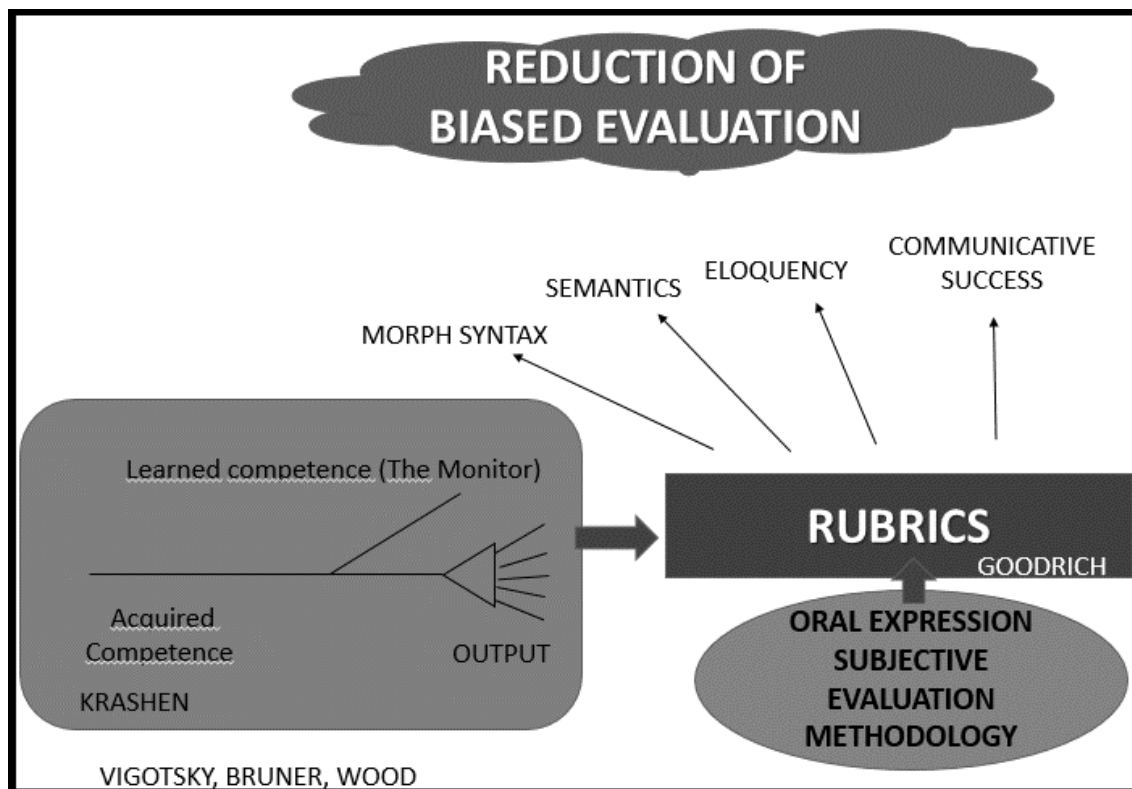 REDUCTION OF
BIASED EVALUATION
COMMUNICATIVE
SUCCESS
ELOQUENCY
SEMANTICS
MORPH SYNTAX
Learned competence (The Monitor)
Acquired
Competence
OUTPUT
KRASHEN
RUBRICS
GOODRICH
ORAL EXPRESSION
SUBJECTIVE
EVALUATION
METHODOLOGY
VIGOTSKY, BRUNER, WOOD